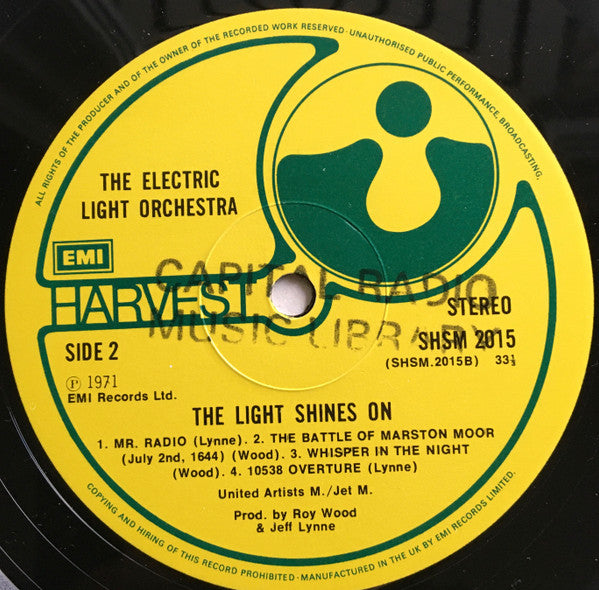 ALL RIGHTS OF THE PRODUCER AND OF THE OWNER OF THE RECORDED WORK RESERVED · UNAUTHORISED PUBLIC PERFORMANCE, BROADCASTING,
THE ELECTRIC
LIGHT ORCHESTRA
EMI
HARVEST
CAPITAL RADIO
MUSIC LIBRARY
STEREO
SHSM 2015
(SHSM.2015B) 33⅓
SIDE 2
Ⓟ 1971
EMI Records Ltd.
THE LIGHT SHINES ON
1. MR. RADIO (Lynne). 2. THE BATTLE OF MARSTON MOOR
(July 2nd, 1644) (Wood). 3. WHISPER IN THE NIGHT
(Wood). 4. 10538 OVERTURE (Lynne)
United Artists M./Jet M.
Prod. by Roy Wood
& Jeff Lynne
COPYING AND HIRING OF THIS RECORD PROHIBITED · MANUFACTURED IN THE UK BY EMI RECORDS LIMITED.